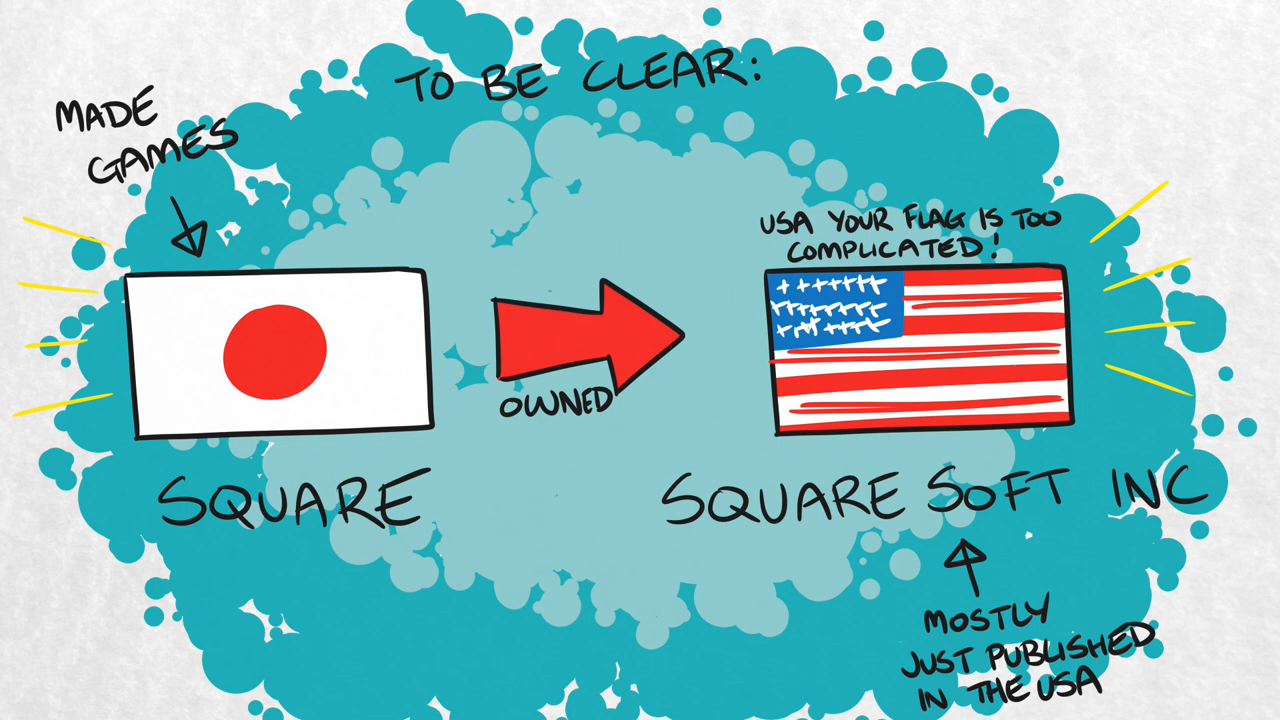 TO BE CLEAR:
MADE
GAMES
USA YOUR FLAG IS TOO
COMPLICATED!
OWNED
SQUARE
SQUARE SOFT INC
MOSTLY
JUST PUBLISHED
IN THE USA